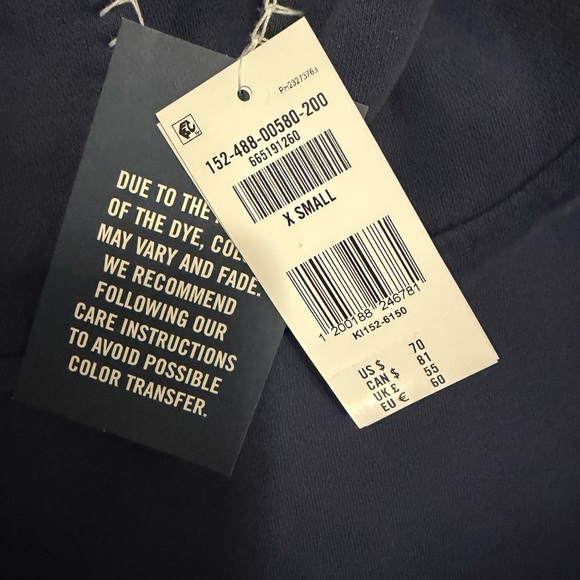 DUE TO THE
OF THE DYE, COL
MAY VARY AND FADE.
WE RECOMMEND
FOLLOWING OUR
CARE INSTRUCTIONS
TO AVOID POSSIBLE
COLOR TRANSFER.
152-488-00580-200
665191260
X SMALL
1 200188 246781
KI152-6150
US $ 70
CAN $ 81
UK £ 55
EU € 60